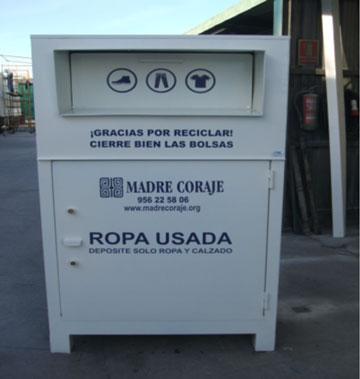 ¡GRACIAS POR RECICLAR!
CIERRE BIEN LAS BOLSAS
MADRE CORAJE
956 22 58 06
www.madrecoraje.org
ROPA USADA
DEPOSITE SOLO ROPA Y CALZADO